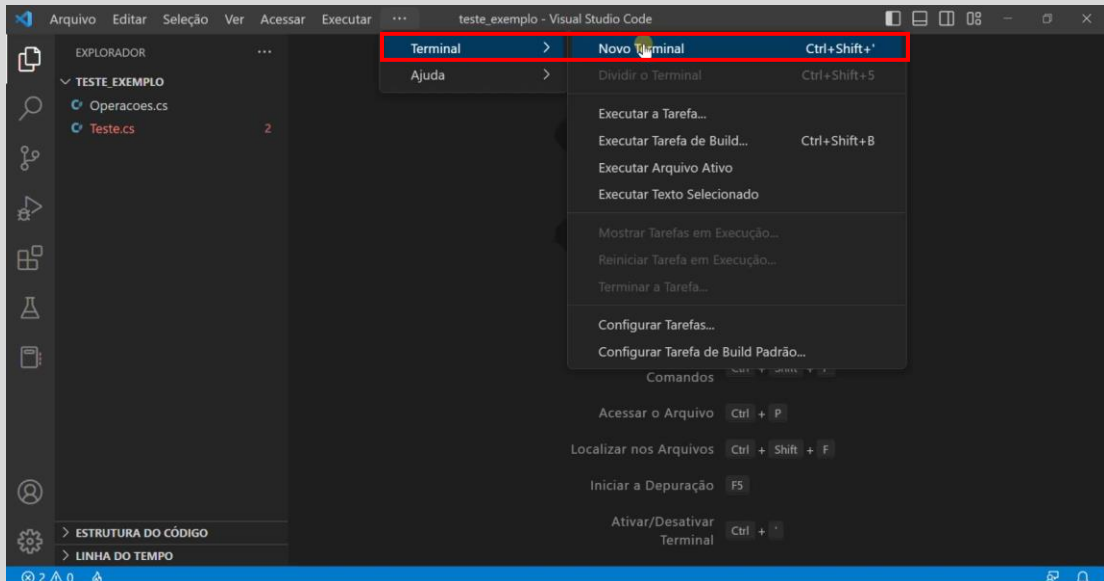 Arquivo Editar Seleção Ver Acessar Executar ... teste_exemplo - Visual Studio Code
EXPLORADOR ...
TESTE_EXEMPLO
Operacoes.cs
Teste.cs 2
Terminal >
Ajuda >
Novo Terminal Ctrl+Shift+'
Dividir o Terminal Ctrl+Shift+5
Executar a Tarefa...
Executar Tarefa de Build... Ctrl+Shift+B
Executar Arquivo Ativo
Executar Texto Selecionado
Mostrar Tarefas em Execução...
Reiniciar Tarefa em Execução...
Terminar a Tarefa...
Configurar Tarefas...
Configurar Tarefa de Build Padrão...
Comandos
Acessar o Arquivo Ctrl + P
Localizar nos Arquivos Ctrl + Shift + F
Iniciar a Depuração F5
Ativar/Desativar
Terminal Ctrl + '
ESTRUTURA DO CÓDIGO
LINHA DO TEMPO
2 0